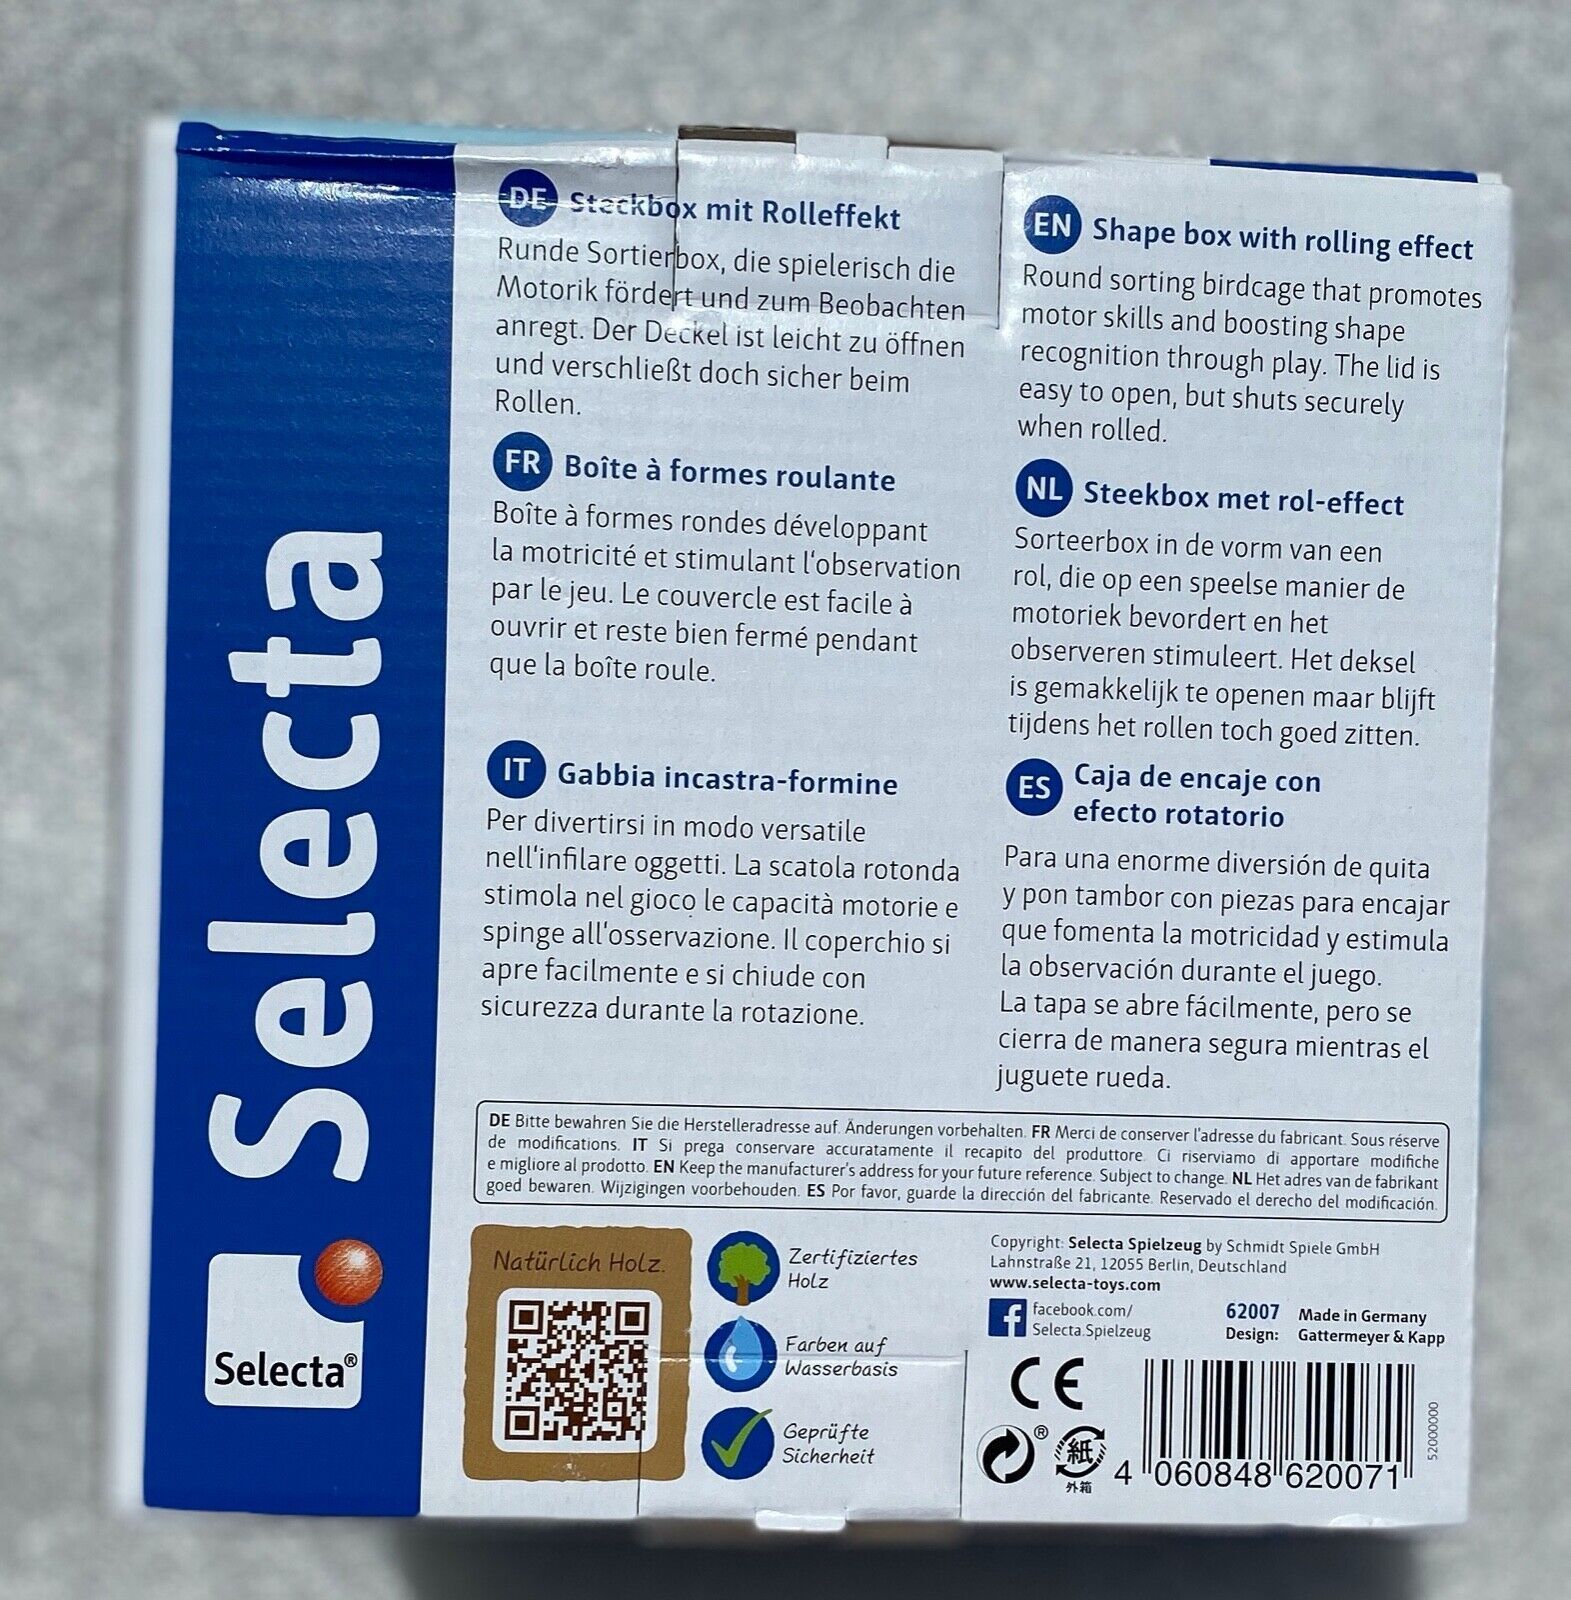 Selecta
Selecta®
DE Steckbox mit Rolleffekt
Runde Sortierbox, die spielerisch die
Motorik fördert und zum Beobachten
anregt. Der Deckel ist leicht zu öffnen
und verschließt doch sicher beim
Rollen.
EN Shape box with rolling effect
Round sorting birdcage that promotes
motor skills and boosting shape
recognition through play. The lid is
easy to open, but shuts securely
when rolled.
FR Boîte à formes roulante
Boîte à formes rondes développant
la motricité et stimulant l'observation
par le jeu. Le couvercle est facile à
ouvrir et reste bien fermé pendant
que la boîte roule.
NL Steekbox met rol-effect
Sorteerbox in de vorm van een
rol, die op een speelse manier de
motoriek bevordert en het
observeren stimuleert. Het deksel
is gemakkelijk te openen maar blijft
tijdens het rollen toch goed zitten.
IT Gabbia incastra-formine
Per divertirsi in modo versatile
nell'infilare oggetti. La scatola rotonda
stimola nel gioco le capacità motorie e
spinge all'osservazione. Il coperchio si
apre facilmente e si chiude con
sicurezza durante la rotazione.
ES Caja de encaje con
efecto rotatorio
Para una enorme diversión de quita
y pon tambor con piezas para encajar
que fomenta la motricidad y estimula
la observación durante el juego.
La tapa se abre fácilmente, pero se
cierra de manera segura mientras el
juguete rueda.
DE Bitte bewahren Sie die Herstelleradresse auf. Änderungen vorbehalten. FR Merci de conserver l'adresse du fabricant. Sous réserve
de modifications. IT Si prega conservare accuratamente il recapito del produttore. Ci riserviamo di apportare modifiche
e migliore al prodotto. EN Keep the manufacturer's address for your future reference. Subject to change. NL Het adres van de fabrikant
goed bewaren. Wijzigingen voorbehouden. ES Por favor, guarde la dirección del fabricante. Reservado el derecho del modificación.
Natürlich Holz.
Zertifiziertes
Holz
Farben auf
Wasserbasis
Geprüfte
Sicherheit
Copyright: Selecta Spielzeug by Schmidt Spiele GmbH
Lahnstraße 21, 12055 Berlin, Deutschland
www.selecta-toys.com
facebook.com/
Selecta.Spielzeug
62007 Made in Germany
Design: Gattermeyer & Kapp
CE
®
紙
外箱
4 060848 620071
52000000